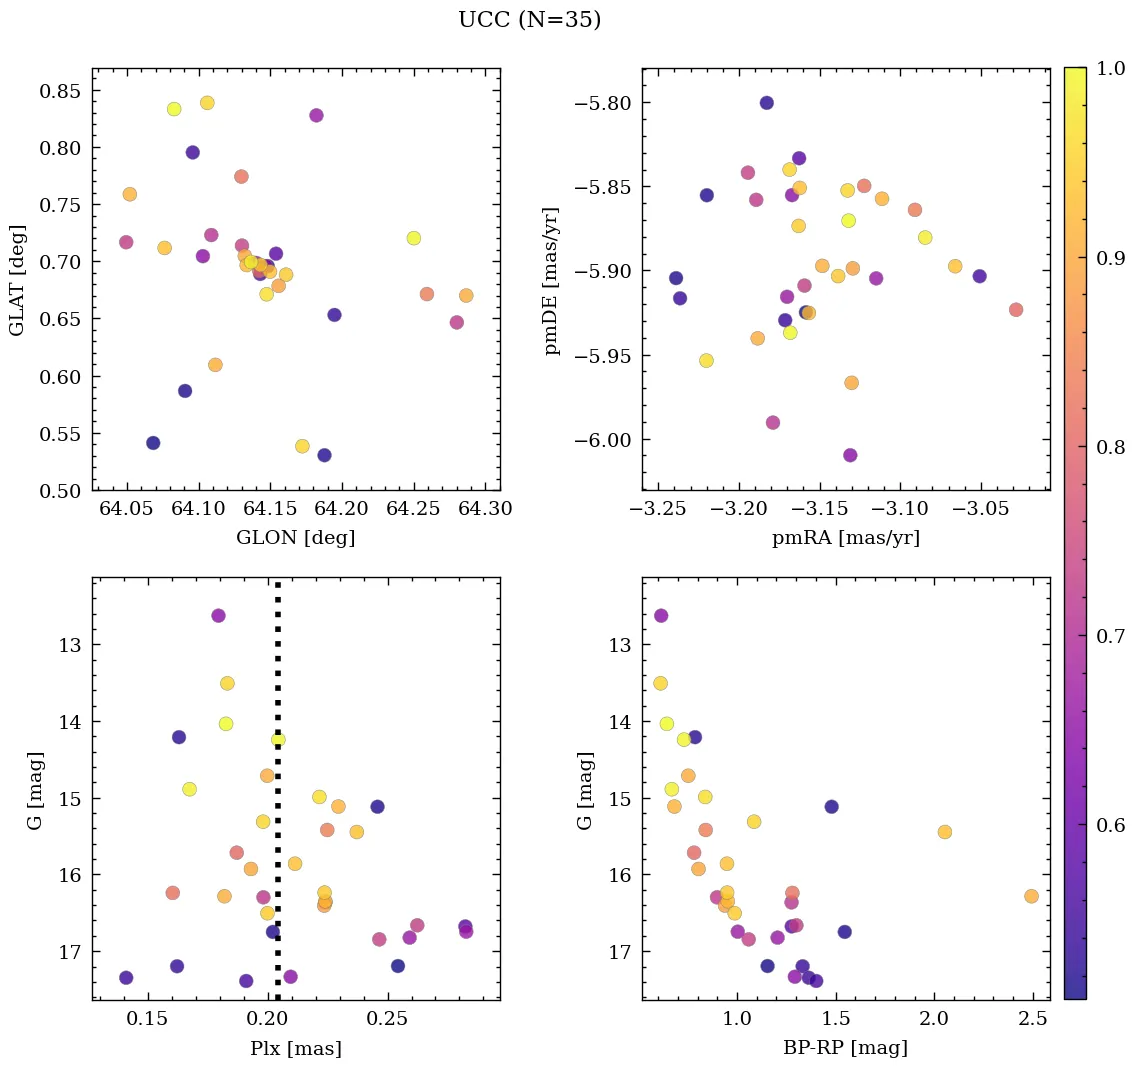 UCC (N=35)
0.85
0.80
0.75
0.70
0.65
0.60
0.55
0.50
GLAT [deg]
64.05 64.10 64.15 64.20 64.25 64.30
GLON [deg]
−5.80
−5.85
−5.90
−5.95
−6.00
pmDE [mas/yr]
−3.25 −3.20 −3.15 −3.10 −3.05
pmRA [mas/yr]
13
14
15
16
17
G [mag]
0.15 0.20 0.25
Plx [mas]
13
14
15
16
17
G [mag]
1.0 1.5 2.0 2.5
BP-RP [mag]
1.0
0.9
0.8
0.7
0.6